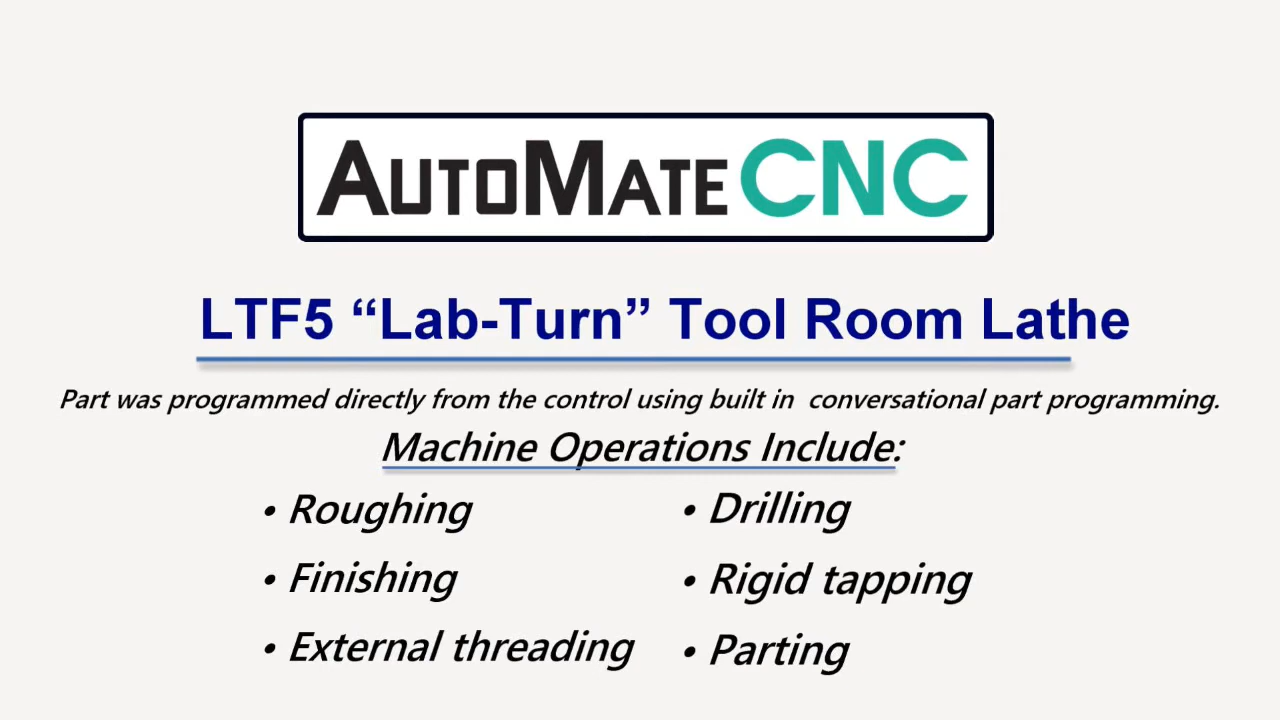 AUTOMATE CNC
LTF5 “Lab-Turn” Tool Room Lathe
Part was programmed directly from the control using built in  conversational part programming.
Machine Operations Include:
• Roughing
• Finishing
• External threading
• Drilling
• Rigid tapping
• Parting